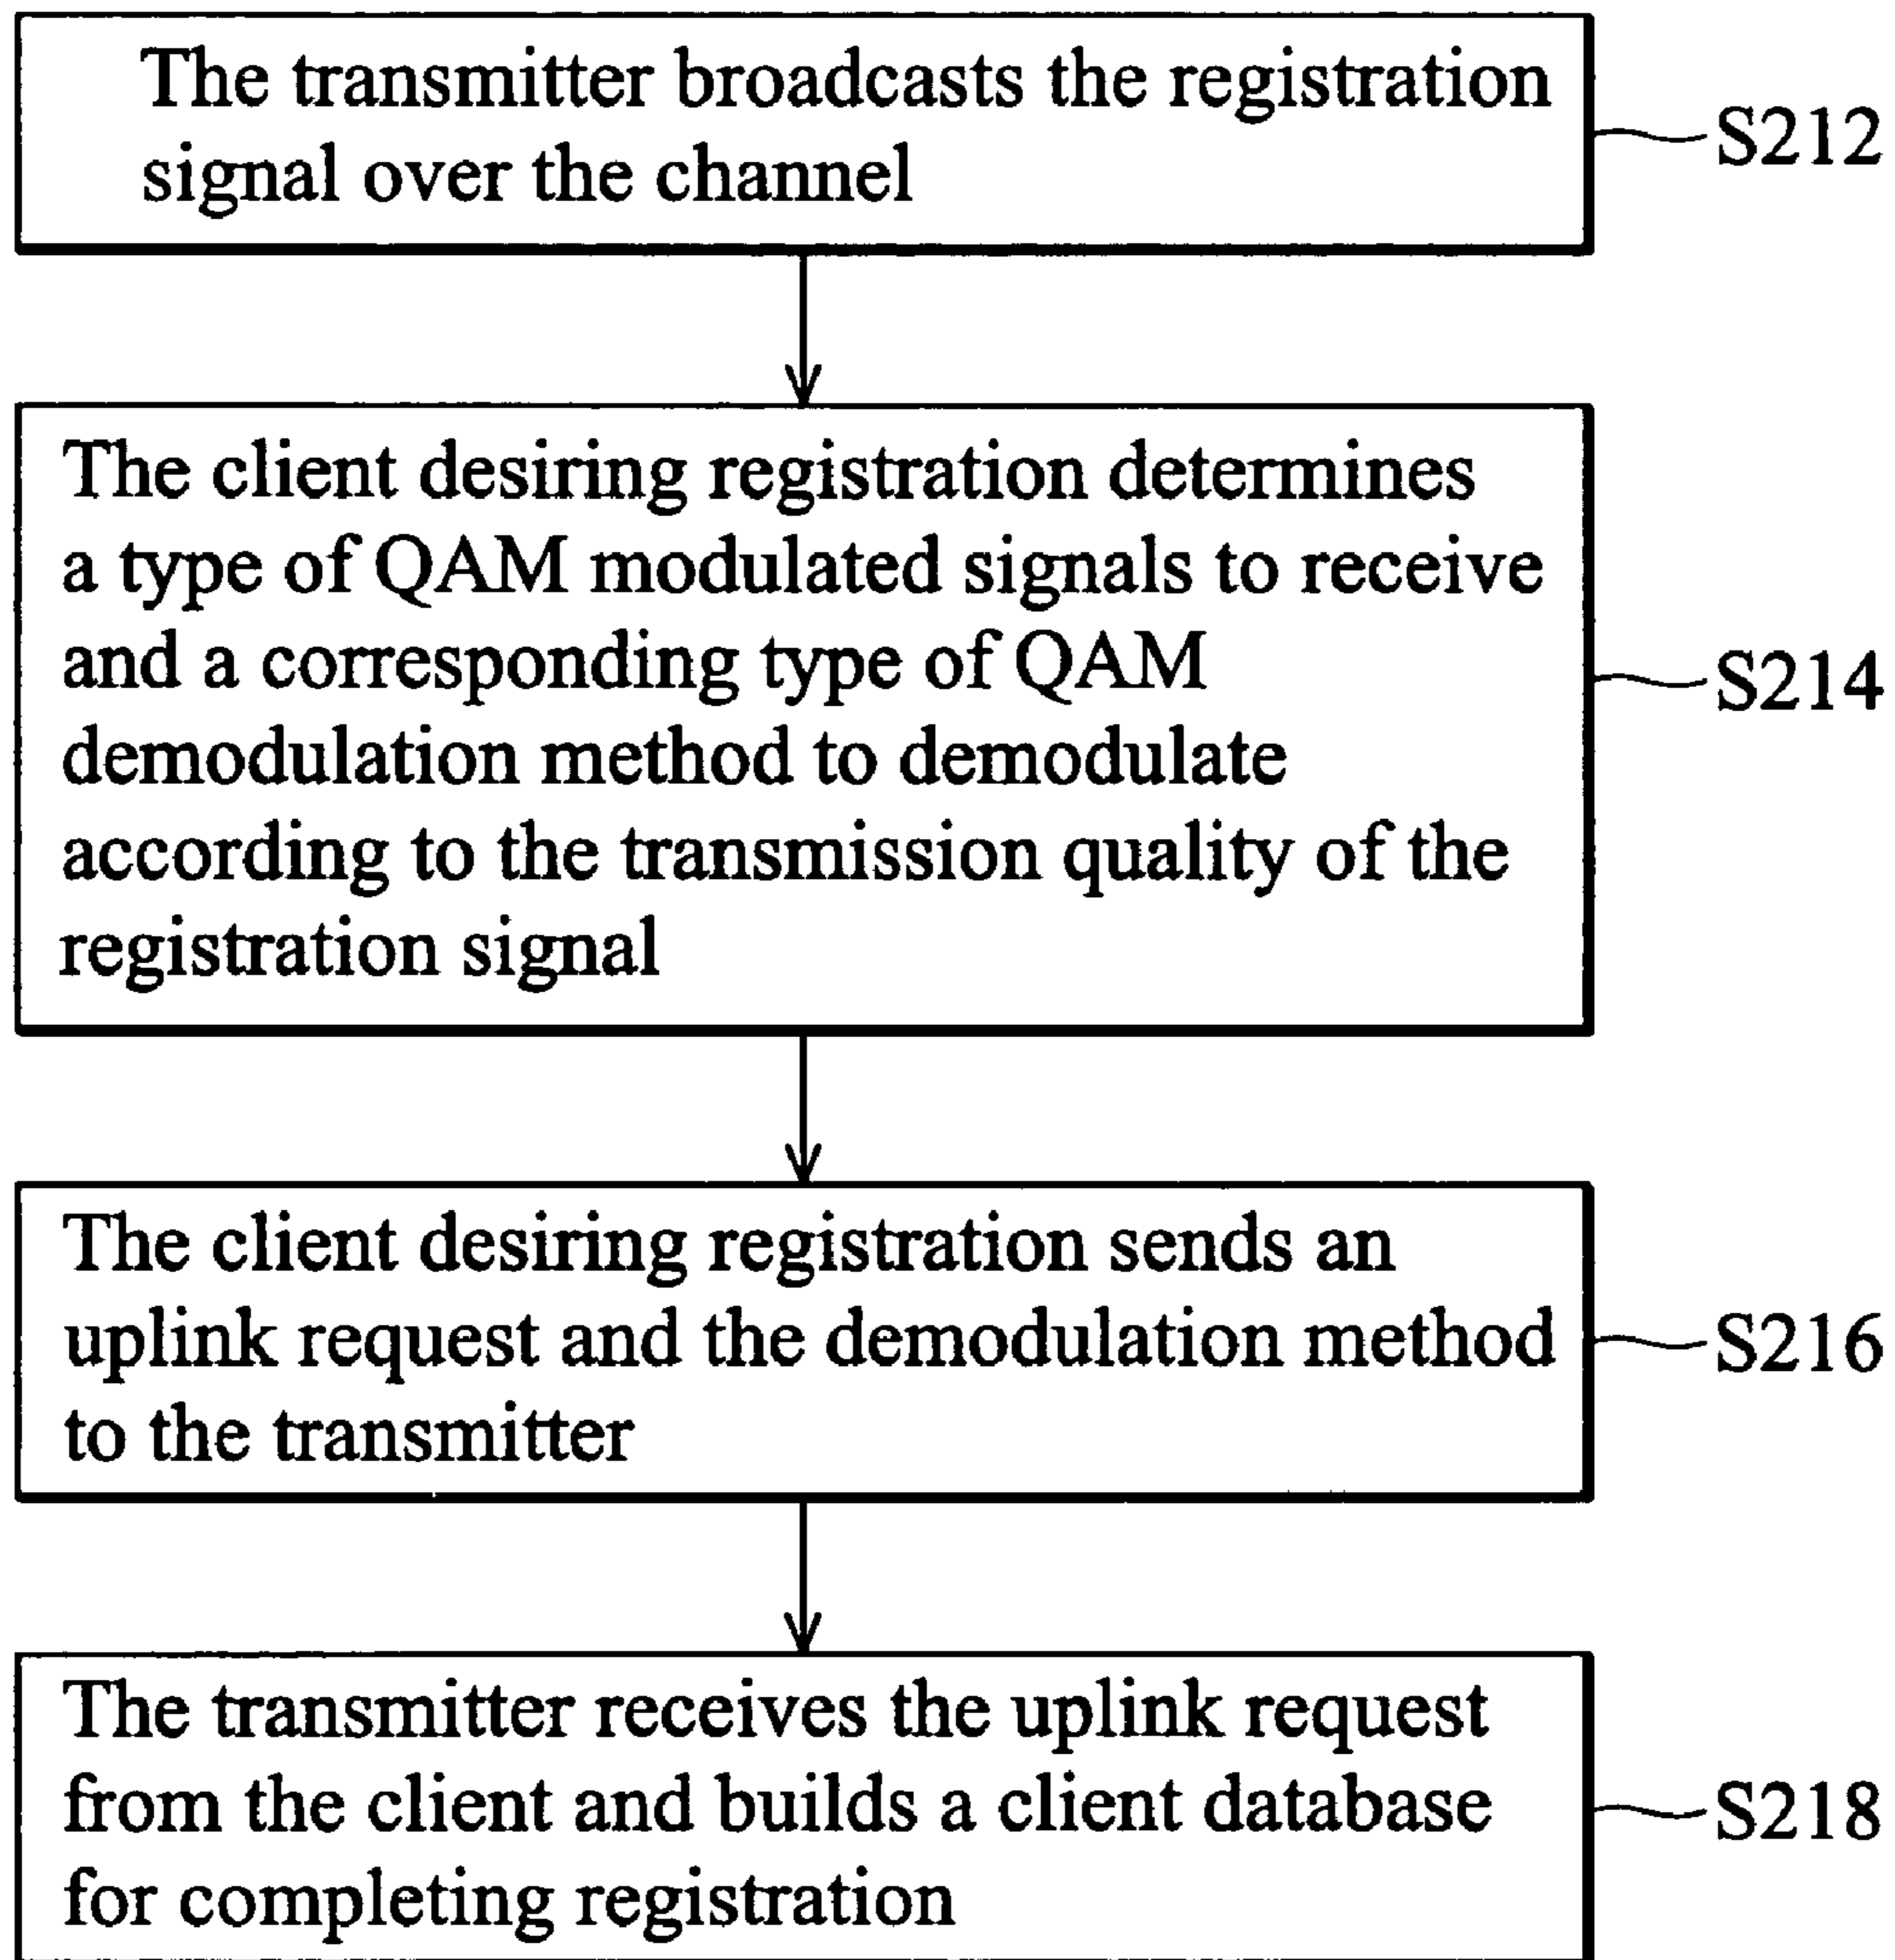 The transmitter broadcasts the registration
signal over the channel
S212
The client desiring registration determines
a type of QAM modulated signals to receive
and a corresponding type of QAM
demodulation method to demodulate
according to the transmission quality of the
registration signal
S214
The client desiring registration sends an
uplink request and the demodulation method
to the transmitter
S216
The transmitter receives the uplink request
from the client and builds a client database
for completing registration
S218